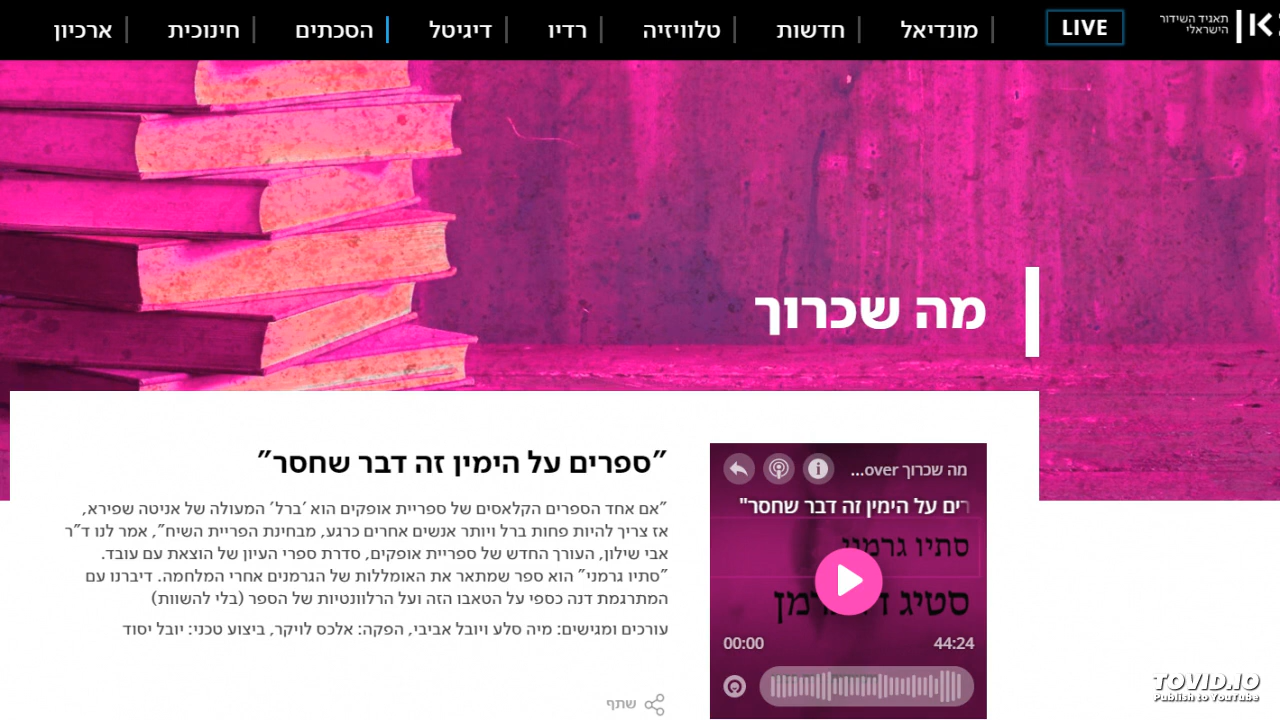 תאגיד השידור
הישראלי
LIVE
מונדיאל
חדשות
טלוויזיה
רדיו
דיגיטל
הסכתים
חינוכית
ארכיון
מה שכרוך
"ספרים על הימין זה דבר שחסר"
"אם אחד הספרים הקלאסים של ספריית אופקים הוא 'ברל' המעולה של אניטה שפירא,
אז צריך להיות פחות ברל ויותר אנשים אחרים כרגע, מבחינת הפריית השיח", אמר לנו ד"ר
אבי שילון, העורך החדש של ספריית אופקים, סדרת ספרי העיון של הוצאת עם עובד.
"סתיו גרמני" הוא ספר שמתאר את האומללות של הגרמנים אחרי המלחמה. דיברנו עם
המתרגמת דנה כספי על הטאבו הזה ועל הרלוונטיות של הספר (בלי להשוות)
עורכים ומגישים: מיה סלע ויובל אביבי, הפקה: אלכס לויקר, ביצוע טכני: יובל יסוד
שתף
מה שכרוך over...
רים על הימין זה דבר שחסר"
סתיו גרמני
סטיג
00:00
44:24
TOVID.IO
Publish to YouTube